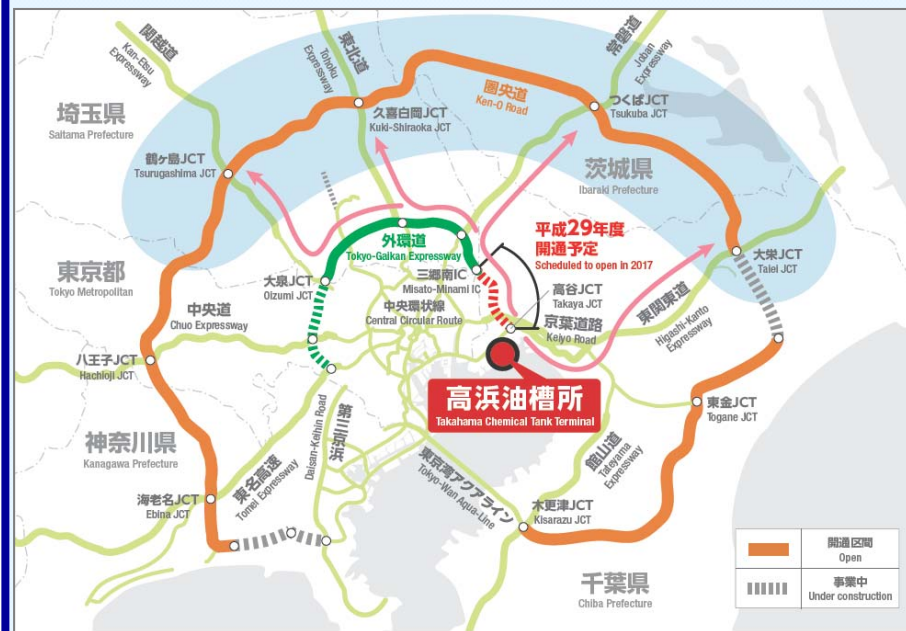 関越道
Kan-Etsu
Expressway
東北道
Tohoku
Expressway
常磐道
Joban
Expressway
圏央道
Ken-O Road
埼玉県
Saitama Prefecture
久喜白岡JCT
Kuki-Shiraoka JCT
つくばJCT
Tsukuba JCT
鶴ヶ島JCT
Tsurugashima JCT
茨城県
Ibaraki Prefecture
外環道
Tokyo-Gaikan Expressway
平成29年度
開通予定
Scheduled to open in 2017
大栄JCT
Taiei JCT
東京都
Tokyo Metropolitan
大泉JCT
Oizumi JCT
三郷南IC
Misato-Minami IC
高谷JCT
Takaya JCT
東関東道
Higashi-Kanto
Expressway
中央道
Chuo Expressway
中央環状線
Central Circular Route
京葉道路
Keiyo Road
八王子JCT
Hachioji JCT
高浜油槽所
Takahama Chemical Tank Terminal
東金JCT
Togane JCT
神奈川県
Kanagawa Prefecture
第三京浜
Daisan-Keihin Road
東名高速
Tomei Expressway
東京湾アクアライン
Tokyo-Wan Aqua-Line
館山道
Tateyama
Expressway
海老名JCT
Ebina JCT
木更津JCT
Kisarazu JCT
千葉県
Chiba Prefecture
開通区間
Open
事業中
Under construction